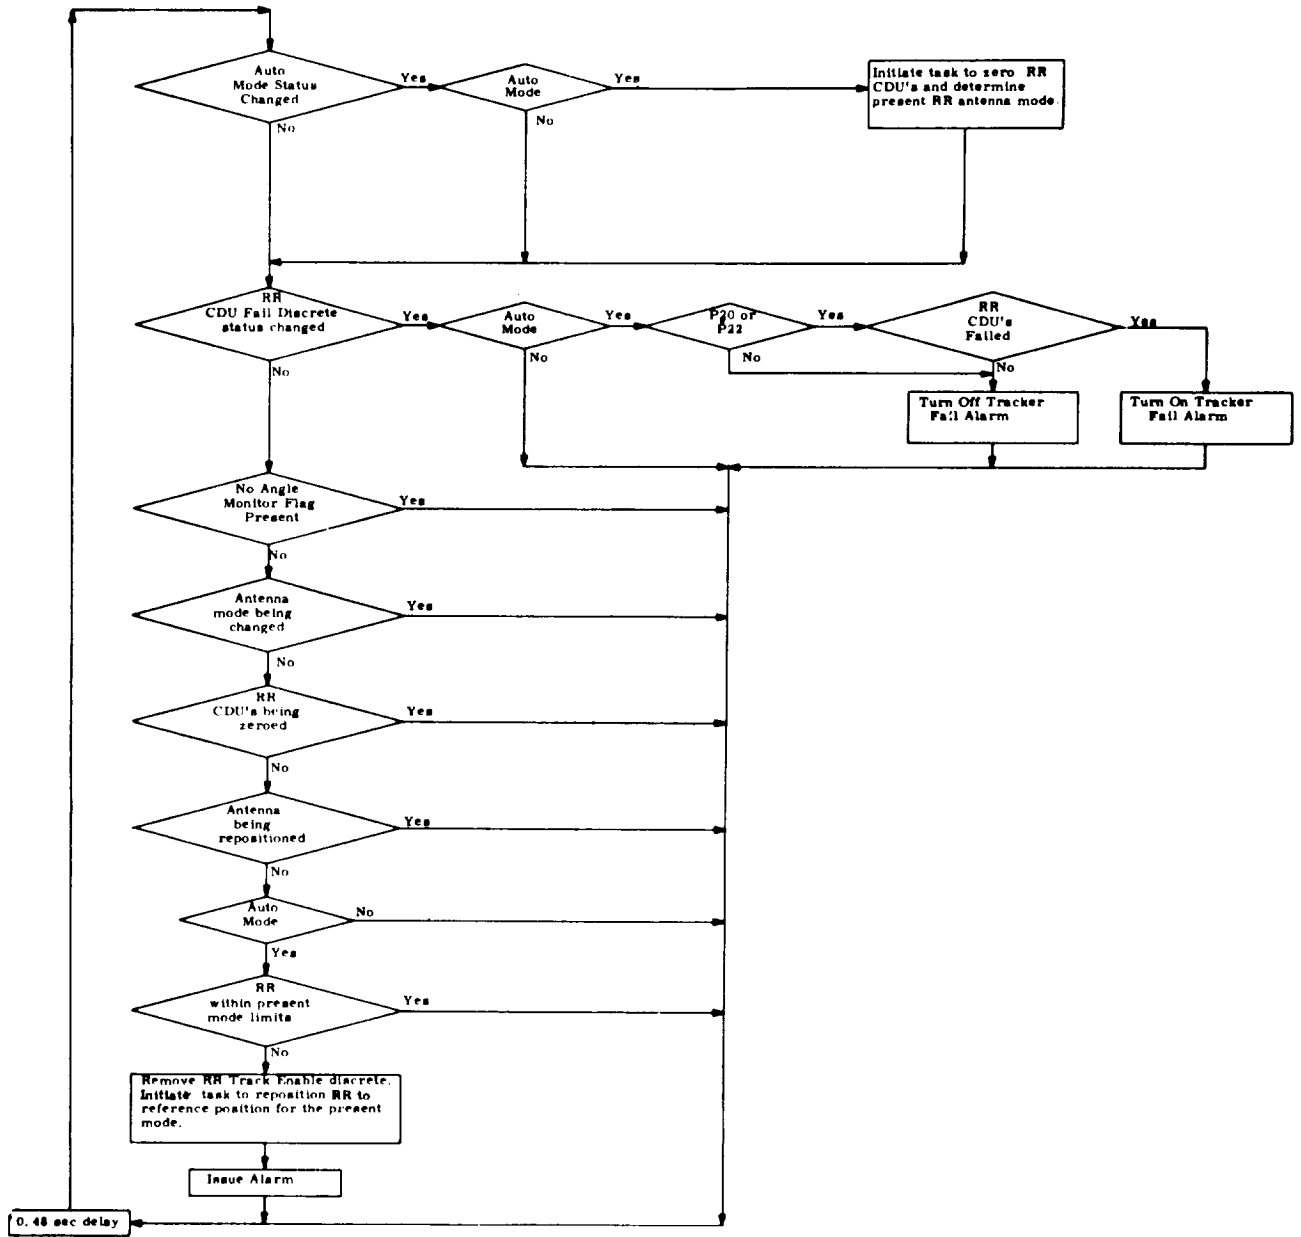 Auto
Mode Status
Changed
Yes
No
Auto
Mode
Yes
No
Initiate task to zero RR
CDU's and determine
present RR antenna mode.
RR
CDU Fail Discrete
status changed
Yes
No
Auto
Mode
Yes
No
P20 or
P22
Yes
No
RR
CDU's
Failed
Yes
No
Turn Off Tracker
Fail Alarm
Turn On Tracker
Fail Alarm
No Angle
Monitor Flag
Present
Yes
No
Antenna
mode being
changed
Yes
No
RR
CDU's being
zeroed
Yes
No
Antenna
being
repositioned
Yes
No
Auto
Mode
No
Yes
RR
within present
mode limits
Yes
No
Remove RR Track Enable discrete.
Initiate task to reposition RR to
reference position for the present
mode.
Issue Alarm
0.48 sec delay